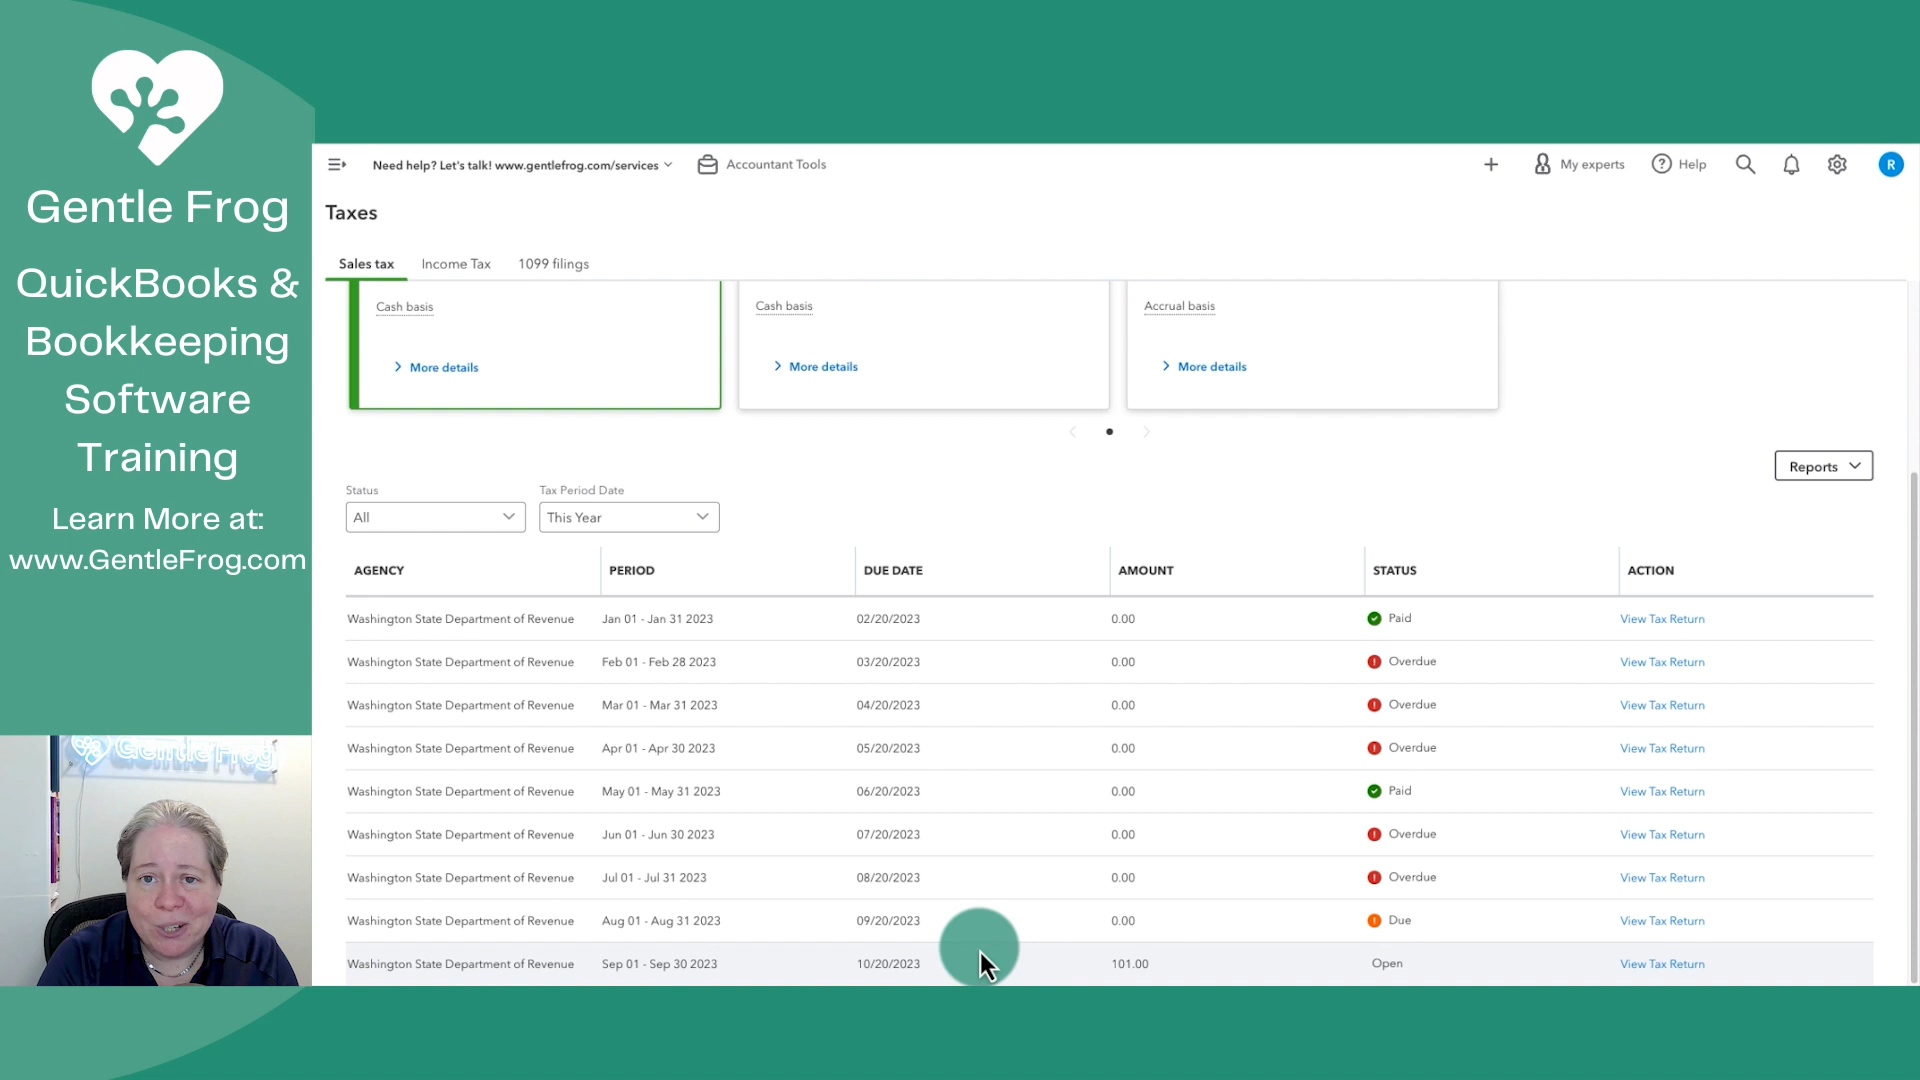 Gentle Frog
QuickBooks &
Bookkeeping
Software
Training
Learn More at:
www.GentleFrog.com
Gentle Frog
Need help? Let's talk! www.gentlefrog.com/services
Accountant Tools
My experts
Help
R
Taxes
Sales tax
Income Tax
1099 filings
Cash basis
More details
Cash basis
More details
Accrual basis
More details
Reports
Status
All
Tax Period Date
This Year
AGENCY PERIOD DUE DATE AMOUNT STATUS ACTION
Washington State Department of Revenue Jan 01 - Jan 31 2023 02/20/2023 0.00 Paid View Tax Return
Washington State Department of Revenue Feb 01 - Feb 28 2023 03/20/2023 0.00 Overdue View Tax Return
Washington State Department of Revenue Mar 01 - Mar 31 2023 04/20/2023 0.00 Overdue View Tax Return
Washington State Department of Revenue Apr 01 - Apr 30 2023 05/20/2023 0.00 Overdue View Tax Return
Washington State Department of Revenue May 01 - May 31 2023 06/20/2023 0.00 Paid View Tax Return
Washington State Department of Revenue Jun 01 - Jun 30 2023 07/20/2023 0.00 Overdue View Tax Return
Washington State Department of Revenue Jul 01 - Jul 31 2023 08/20/2023 0.00 Overdue View Tax Return
Washington State Department of Revenue Aug 01 - Aug 31 2023 09/20/2023 0.00 Due View Tax Return
Washington State Department of Revenue Sep 01 - Sep 30 2023 10/20/2023 101.00 Open View Tax Return